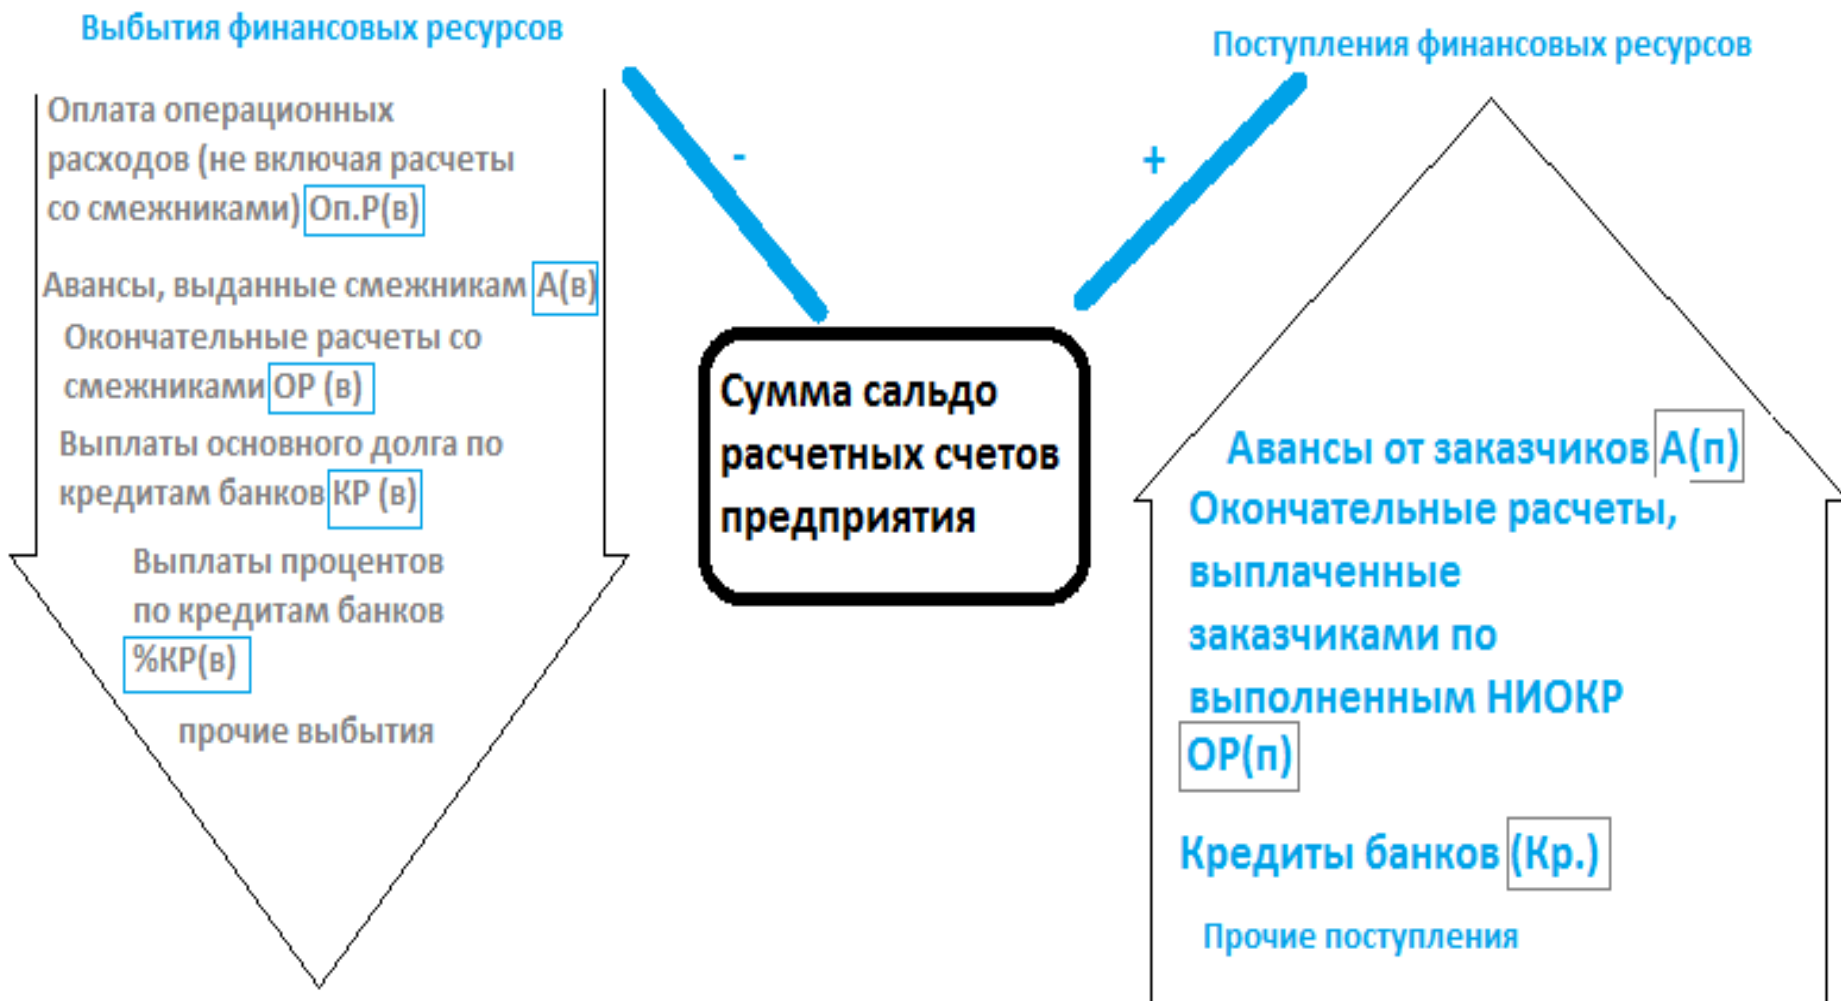 Выбытия финансовых ресурсов
Оплата операционных
расходов (не включая расчеты
со смежниками) Оп.Р(в)
Авансы, выданные смежникам А(в)
Окончательные расчеты со
смежниками ОР (в)
Выплаты основного долга по
кредитам банков КР (в)
Выплаты процентов
по кредитам банков
%КР(в)
прочие выбытия
-
+
Сумма сальдо
расчетных счетов
предприятия
Поступления финансовых ресурсов
Авансы от заказчиков А(п)
Окончательные расчеты,
выплаченные
заказчиками по
выполненным НИОКР
ОР(п)
Кредиты банков (Кр.)
Прочие поступления